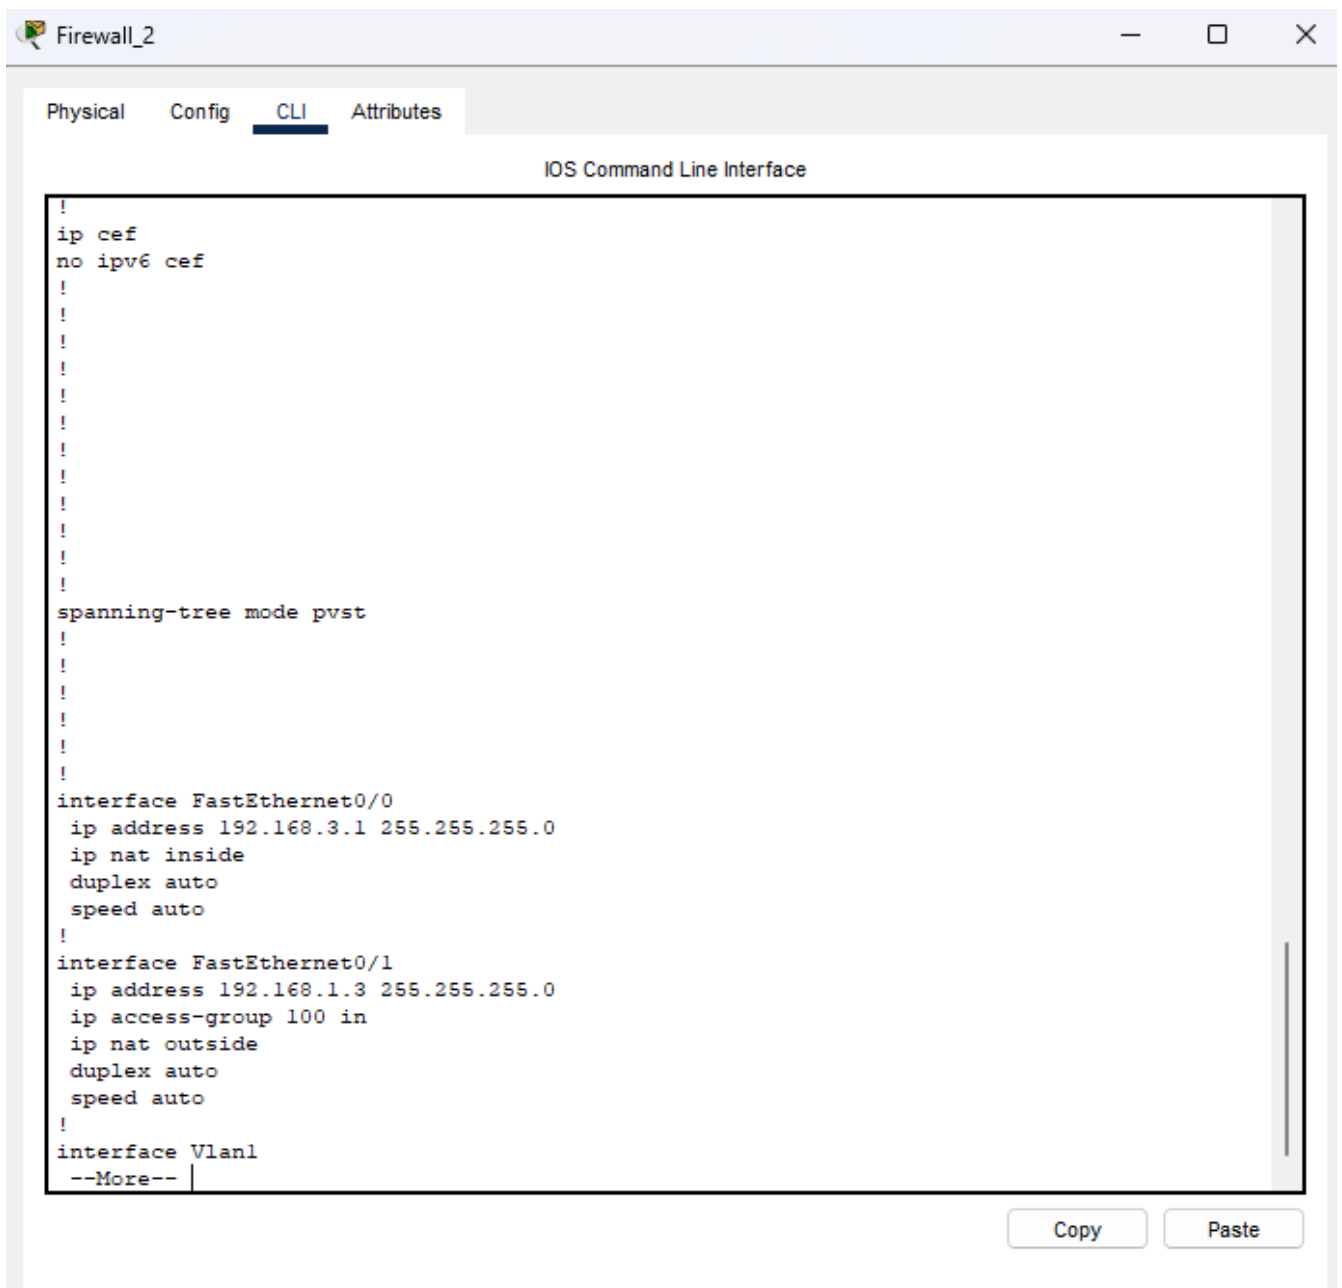 Firewall_2
Physical Config CLI Attributes
IOS Command Line Interface
!
ip cef
no ipv6 cef
!
!
!
!
!
!
!
!
!
!
!
!
spanning-tree mode pvst
!
!
!
!
!
!
interface FastEthernet0/0
 ip address 192.168.3.1 255.255.255.0
 ip nat inside
 duplex auto
 speed auto
!
interface FastEthernet0/1
 ip address 192.168.1.3 255.255.255.0
 ip access-group 100 in
 ip nat outside
 duplex auto
 speed auto
!
interface Vlan1
 --More--
Copy Paste